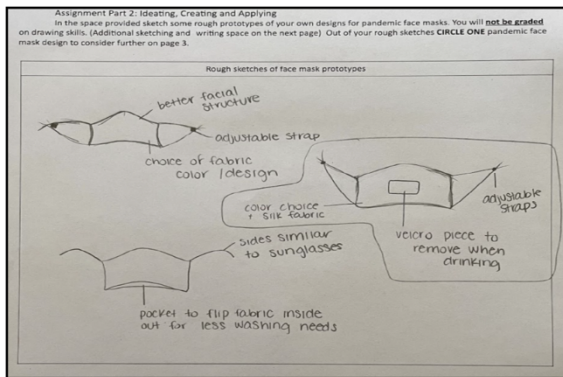 Assignment Part 2: Ideating, Creating and Applying
In the space provided sketch some rough prototypes of your own designs for pandemic face masks. You will not be graded
on drawing skills. (Additional sketching and writing space on the next page) Out of your rough sketches CIRCLE ONE pandemic face
mask design to consider further on page 3.
Rough sketches of face mask prototypes
better facial
structure
adjustable strap
choice of fabric
color / design
color choice
+ silk fabric
adjustable
straps
velcro piece to
remove when
drinking
sides similar
to sunglasses
pocket to flip fabric inside
out for less washing needs